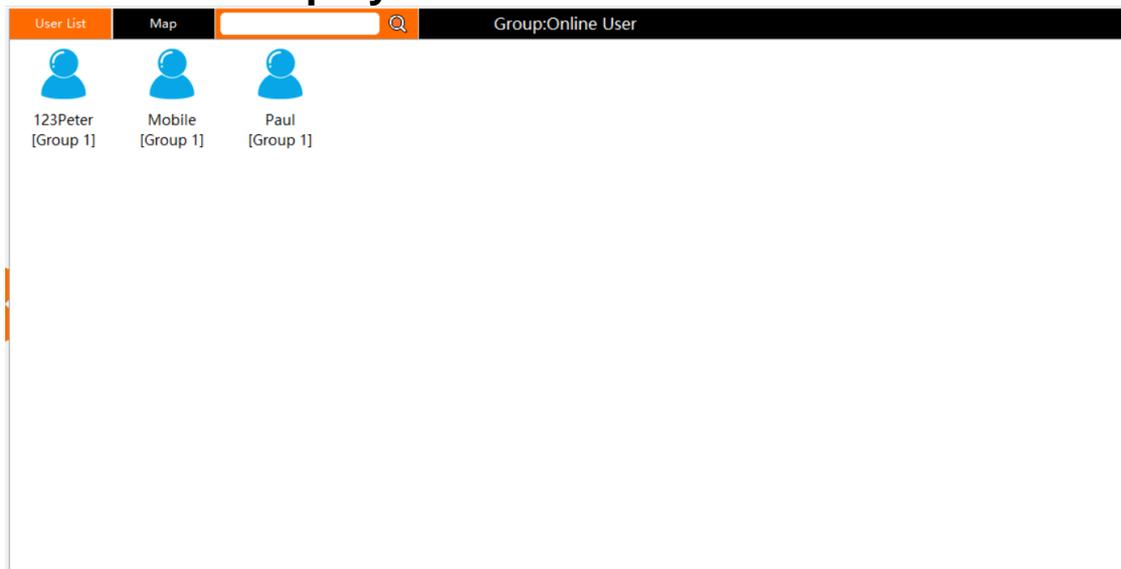 User List
Map
Group:Online User
123Peter
[Group 1]
Mobile
[Group 1]
Paul
[Group 1]